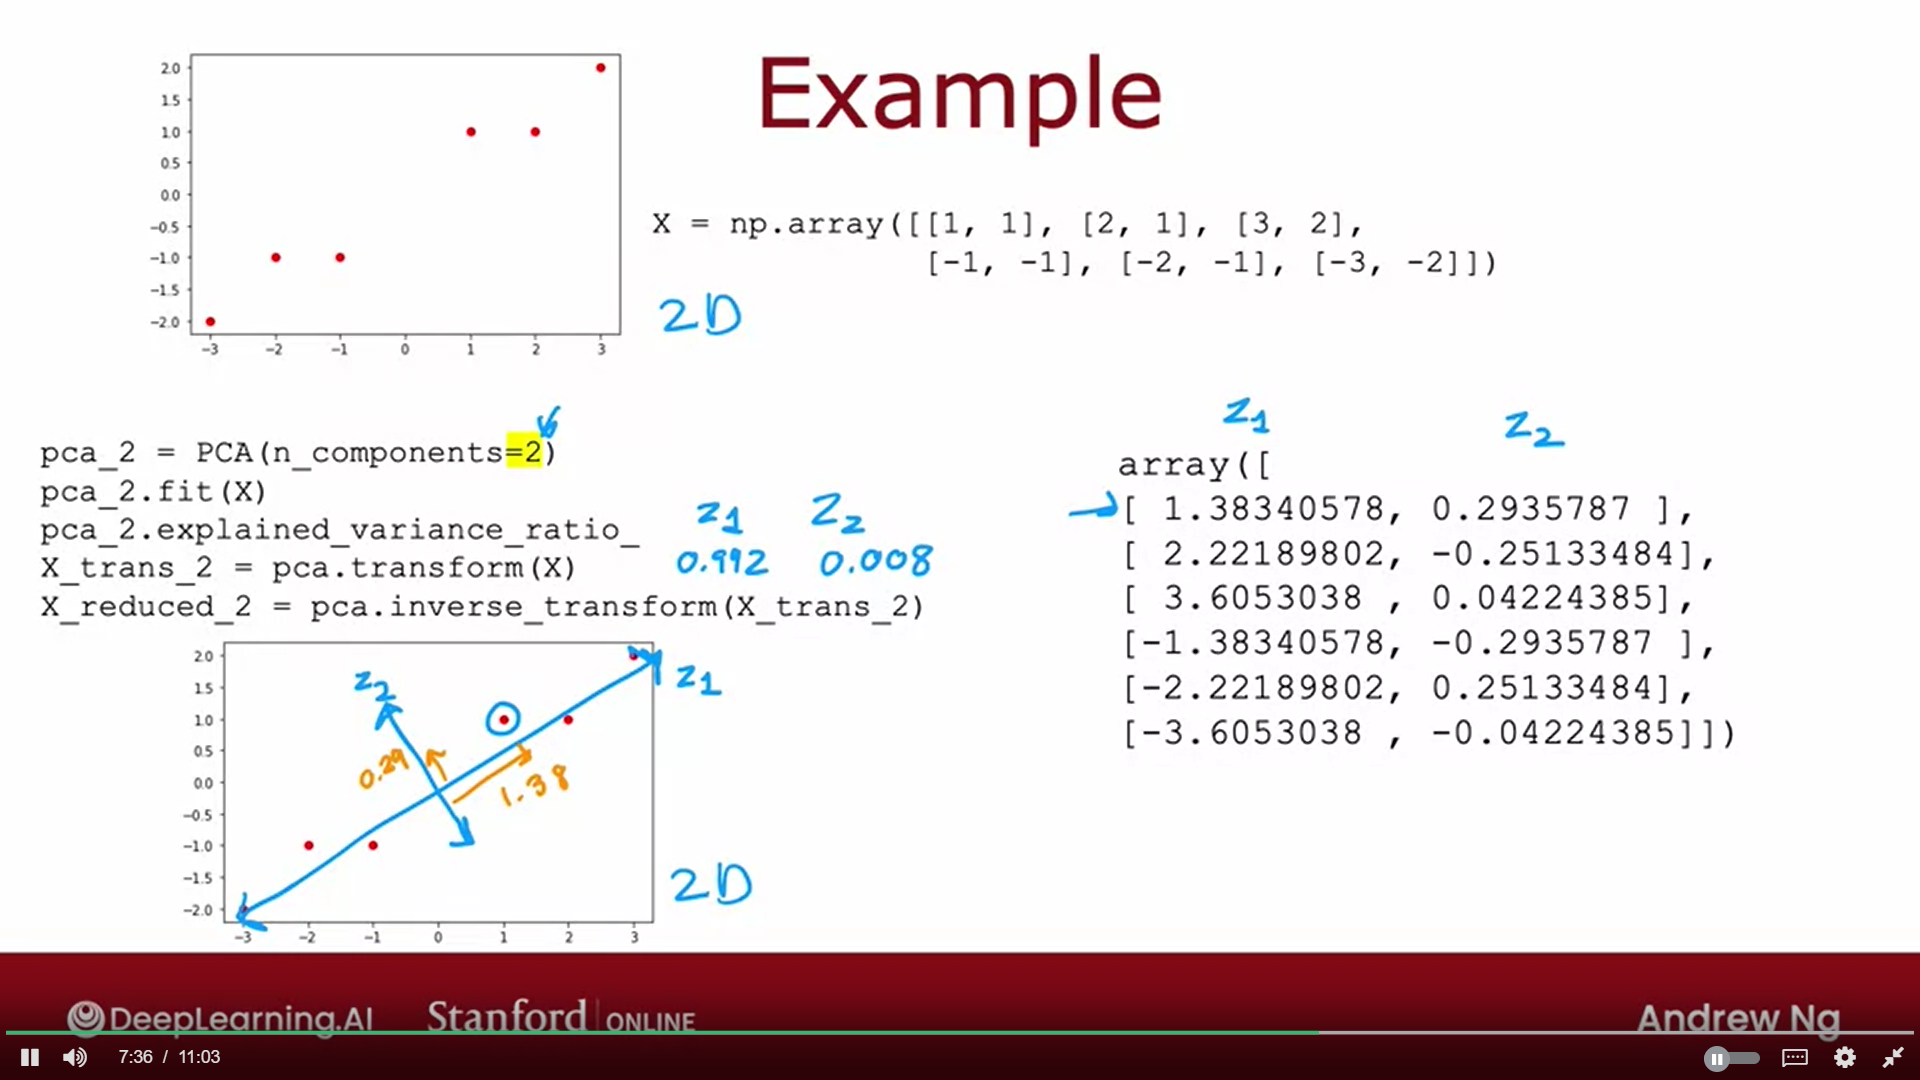 Example
2.0
1.5
1.0
0.5
0.0
−0.5
−1.0
−1.5
−2.0
−3 −2 −1 0 1 2 3
X = np.array([[1, 1], [2, 1], [3, 2],
[-1, -1], [-2, -1], [-3, -2]])
2D
pca_2 = PCA(n_components=2)
pca_2.fit(X)
pca_2.explained_variance_ratio_
X_trans_2 = pca.transform(X)
X_reduced_2 = pca.inverse_transform(X_trans_2)
z1 z2
0.992 0.008
2.0
1.5
1.0
0.5
0.0
−0.5
−1.0
−1.5
−2.0
−3 −2 −1 0 1 2 3
z2
z1
0.29
1.38
2D
z1 z2
array([
[ 1.38340578, 0.2935787 ],
[ 2.22189802, -0.25133484],
[ 3.6053038 , 0.04224385],
[-1.38340578, -0.2935787 ],
[-2.22189802, 0.25133484],
[-3.6053038 , -0.04224385]])
DeepLearning.AI Stanford ONLINE Andrew Ng
7:36 / 11:03